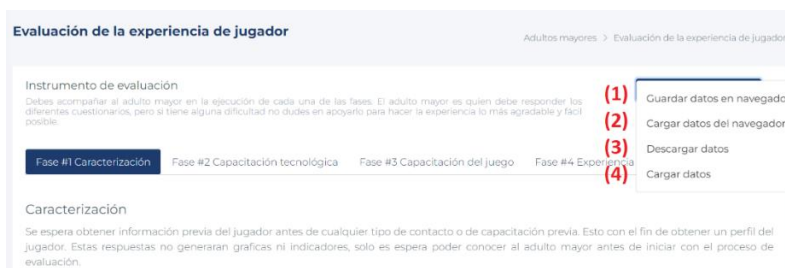 Evaluación de la experiencia de jugador
Adultos mayores > Evaluación de la experiencia de jugador
Instrumento de evaluación
Debes acompañar al adulto mayor en la ejecución de cada una de las fases. El adulto mayor es quien debe responder los
diferentes cuestionarios, pero si tiene alguna dificultad no dudes en apoyarlo para hacer la experiencia lo más agradable y fácil
posible.
(1) Guardar datos en navegado
(2) Cargar datos del navegador
(3) Descargar datos
(4) Cargar datos
Fase #1 Caracterización Fase #2 Capacitación tecnológica Fase #3 Capacitación del juego Fase #4 Experiencia
Caracterización
Se espera obtener información previa del jugador antes de cualquier tipo de contacto o de capacitación previa. Esto con el fin de obtener un perfil del
jugador. Estas respuestas no generaran graficas ni indicadores, solo es espera poder conocer al adulto mayor antes de iniciar con el proceso de
evaluación.